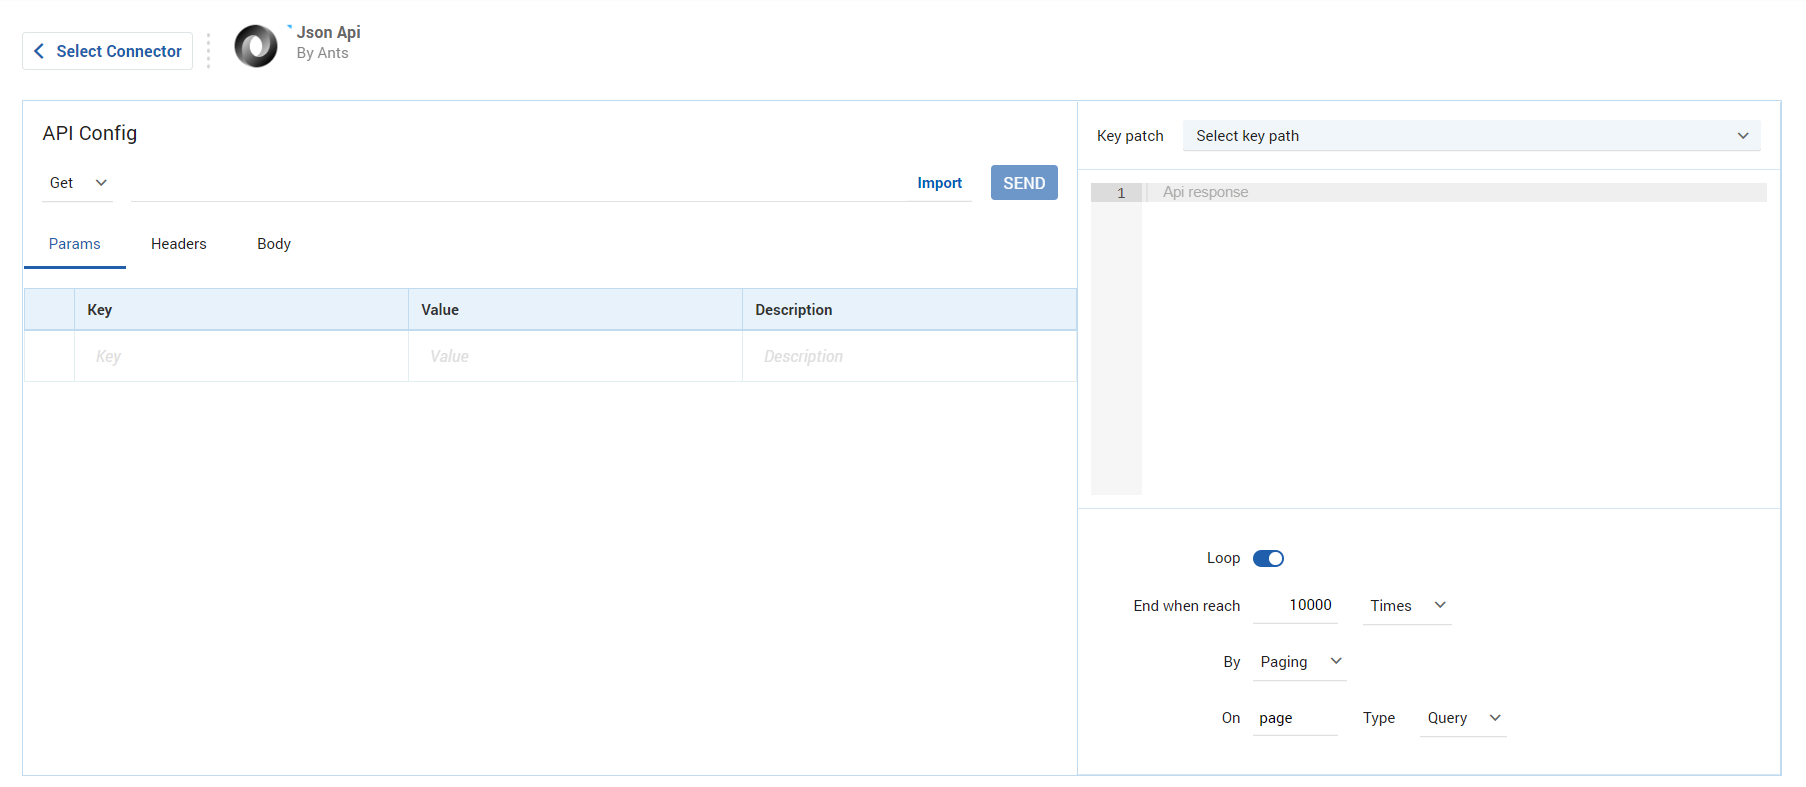 Select Connector
Json Api
By Ants
API Config
Get
Import
SEND
Params Headers Body
Key Value Description
Key Value Description
Key patch Select key path
1 Api response
Loop
End when reach 10000 Times
By Paging
On page Type Query